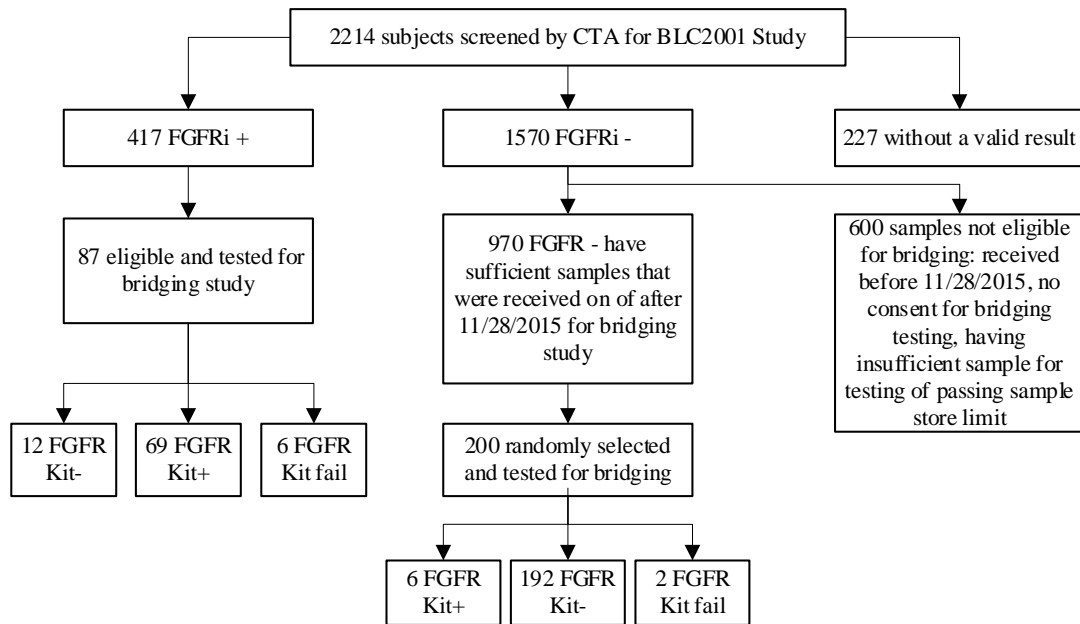 2214 subjects screened by CTA for BLC2001 Study
417 FGFRi +
1570 FGFRi -
227 without a valid result
87 eligible and tested for
bridging study
970 FGFR - have
sufficient samples that
were received on of after
11/28/2015 for bridging
study
600 samples not eligible
for bridging: received
before 11/28/2015, no
consent for bridging
testing, having
insufficient sample for
testing of passing sample
store limit
12 FGFR
Kit-
69 FGFR
Kit+
6 FGFR
Kit fail
200 randomly selected
and tested for bridging
6 FGFR
Kit+
192 FGFR
Kit-
2 FGFR
Kit fail